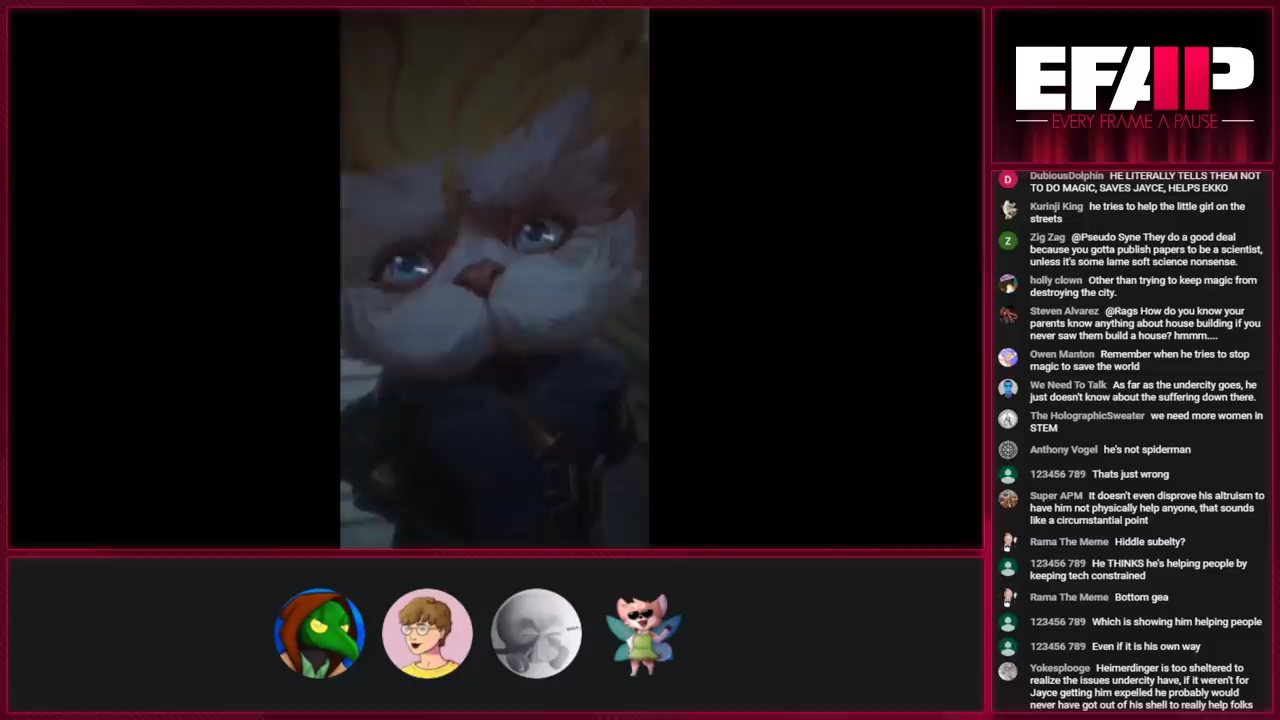 EFAP
EVERY FRAME A PAUSE
D
DubiousDolphin HE LITERALLY TELLS THEM NOT
TO DO MAGIC, SAVES JAYCE, HELPS EKKO
Kurinji King he tries to help the little girl on the
streets
Z
Zig Zag @Pseudo Syne They do a good deal
because you gotta publish papers to be a scientist,
unless it's some lame soft science nonsense.
holly clown Other than trying to keep magic from
destroying the city.
Steven Alvarez @Rags How do you know your
parents know anything about house building if you
never saw them build a house? hmmm....
Owen Manton Remember when he tries to stop
magic to save the world
We Need To Talk As far as the undercity goes, he
just doesn't know about the suffering down there.
The HolographicSweater we need more women in
STEM
Anthony Vogel he's not spiderman
123456 789 Thats just wrong
Super APM It doesn't even disprove his altruism to
have him not physically help anyone, that sounds
like a circumstantial point
Rama The Meme Hiddle subelty?
123456 789 He THINKS he's helping people by
keeping tech constrained
Rama The Meme Bottom gea
123456 789 Which is showing him helping people
123456 789 Even if it is his own way
Yokesplooge Heimerdinger is too sheltered to
realize the issues undercity have, if it weren't for
Jayce getting him expelled he probably would
never have got out of his shell to really help folks